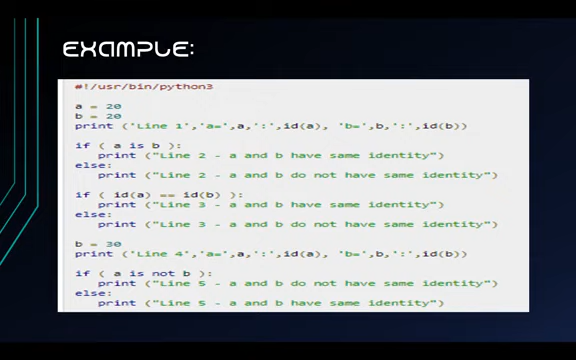 EXAMPLE:
#!/usr/bin/python3
a = 20
b = 20
print ('Line 1','a=',a,':',id(a), 'b=',b,':',id(b))
if ( a is b ):
print ("Line 2 - a and b have same identity")
else:
print ("Line 2 - a and b do not have same identity")
if ( id(a) == id(b) ):
print ("Line 3 - a and b have same identity")
else:
print ("Line 3 - a and b do not have same identity")
b = 30
print ('Line 4','a=',a,':',id(a), 'b=',b,':',id(b))
if ( a is not b ):
print ("Line 5 - a and b do not have same identity")
else:
print ("Line 5 - a and b have same identity")